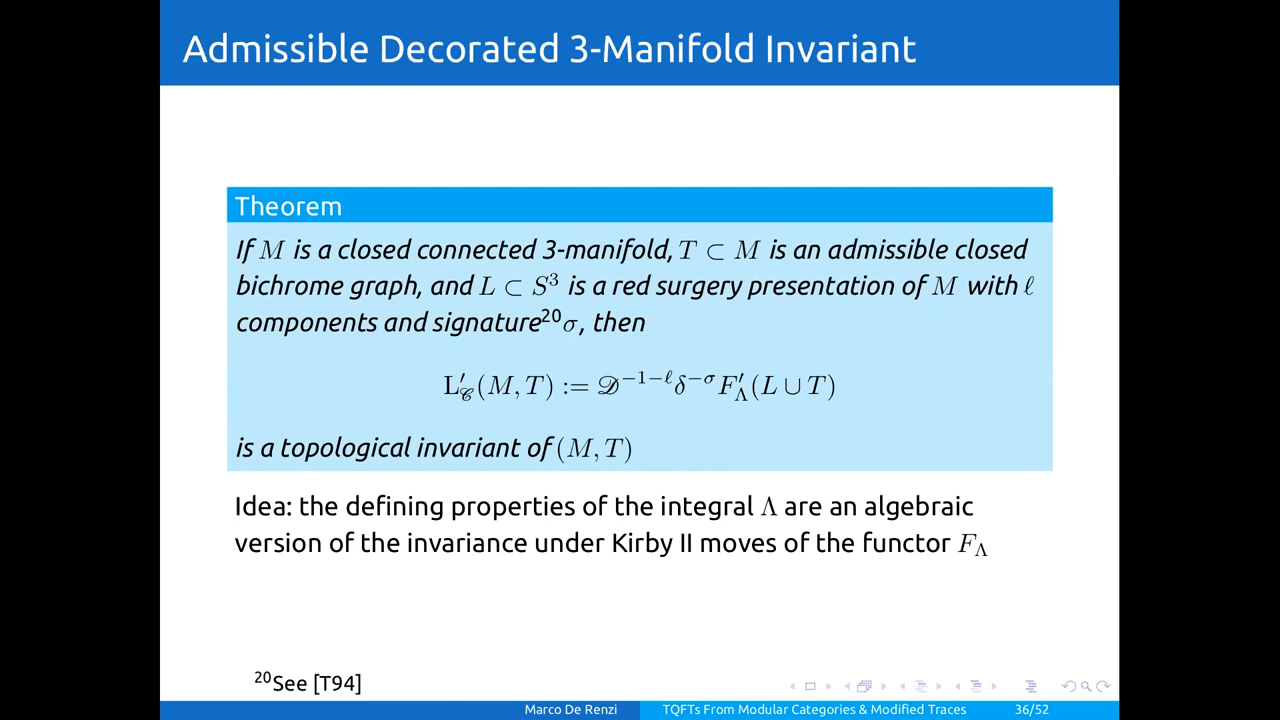 Admissible Decorated 3-Manifold Invariant
Theorem
If M is a closed connected 3-manifold, T ⊂ M is an admissible closed
bichrome graph, and L ⊂ S³ is a red surgery presentation of M with ℓ
components and signature²⁰ σ, then
L′_𝒞(M, T) := 𝒟^{−1−ℓ}δ^{−σ}F′_Λ(L ∪ T)
is a topological invariant of (M, T)
Idea: the defining properties of the integral Λ are an algebraic
version of the invariance under Kirby II moves of the functor F_Λ
²⁰See [T94]
Marco De Renzi TQFTs From Modular Categories & Modified Traces 36/52